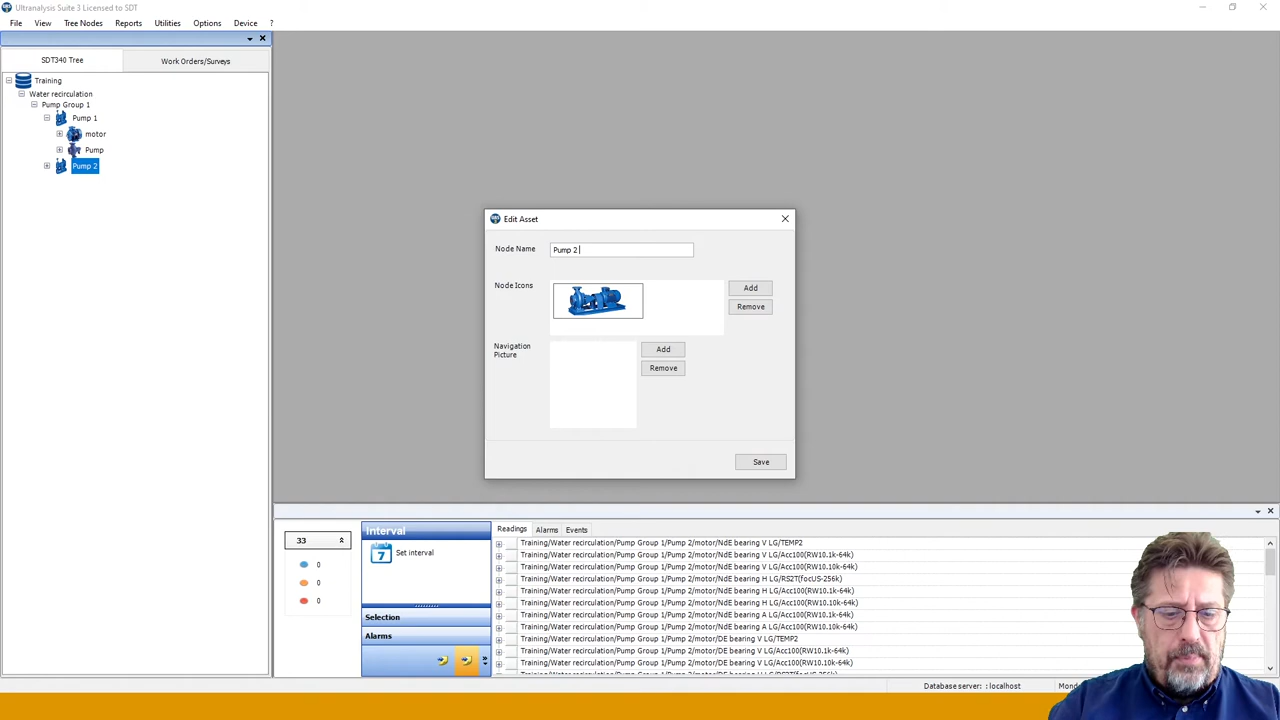 Ultranalysis Suite 3 Licensed to SDT
File View Tree Nodes Reports Utilities Options Device ?
SDT340 Tree
Work Orders/Surveys
Training
Water recirculation
Pump Group 1
Pump 1
motor
Pump
Pump 2
Edit Asset
Node Name
Pump 2
Node Icons
Add
Remove
Navigation
Picture
Add
Remove
Save
33
0
0
0
Interval
7 Set interval
Selection
Alarms
Readings Alarms Events
Training/Water recirculation/Pump Group 1/Pump 2/motor/NdE bearing V LG/TEMP2
Training/Water recirculation/Pump Group 1/Pump 2/motor/NdE bearing V LG/Acc100(RW10.1k-64k)
Training/Water recirculation/Pump Group 1/Pump 2/motor/NdE bearing V LG/Acc100(RW10.10k-64k)
Training/Water recirculation/Pump Group 1/Pump 2/motor/NdE bearing H LG/RS2T(focUS-256k)
Training/Water recirculation/Pump Group 1/Pump 2/motor/NdE bearing H LG/Acc100(RW10.1k-64k)
Training/Water recirculation/Pump Group 1/Pump 2/motor/NdE bearing H LG/Acc100(RW10.10k-64k)
Training/Water recirculation/Pump Group 1/Pump 2/motor/NdE bearing A LG/Acc100(RW10.1k-64k)
Training/Water recirculation/Pump Group 1/Pump 2/motor/NdE bearing A LG/Acc100(RW10.10k-64k)
Training/Water recirculation/Pump Group 1/Pump 2/motor/DE bearing V LG/TEMP2
Training/Water recirculation/Pump Group 1/Pump 2/motor/DE bearing V LG/Acc100(RW10.1k-64k)
Training/Water recirculation/Pump Group 1/Pump 2/motor/DE bearing V LG/Acc100(RW10.10k-64k)
Database server: : localhost